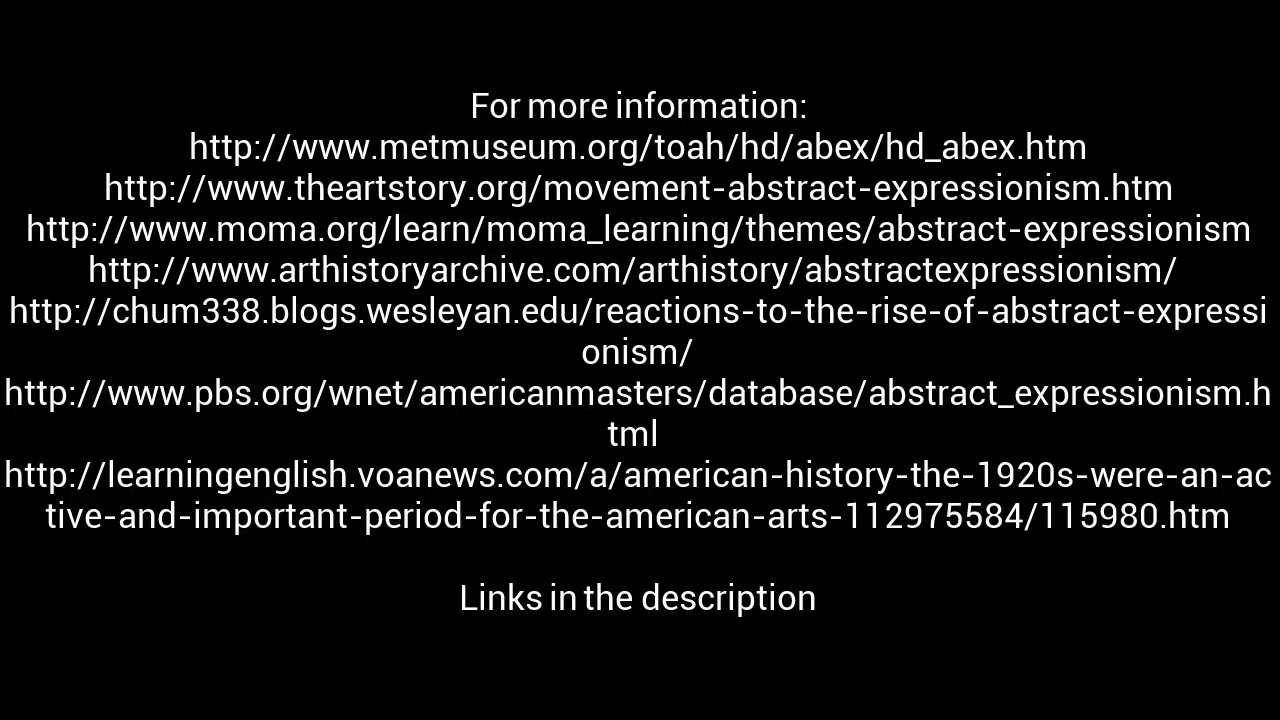 For more information:
http://www.metmuseum.org/toah/hd/abex/hd_abex.htm
http://www.theartstory.org/movement-abstract-expressionism.htm
http://www.moma.org/learn/moma_learning/themes/abstract-expressionism
http://www.arthistoryarchive.com/arthistory/abstractexpressionism/
http://chum338.blogs.wesleyan.edu/reactions-to-the-rise-of-abstract-expressi
onism/
http://www.pbs.org/wnet/americanmasters/database/abstract_expressionism.h
tml
http://learningenglish.voanews.com/a/american-history-the-1920s-were-an-ac
tive-and-important-period-for-the-american-arts-112975584/115980.htm
Links in the description